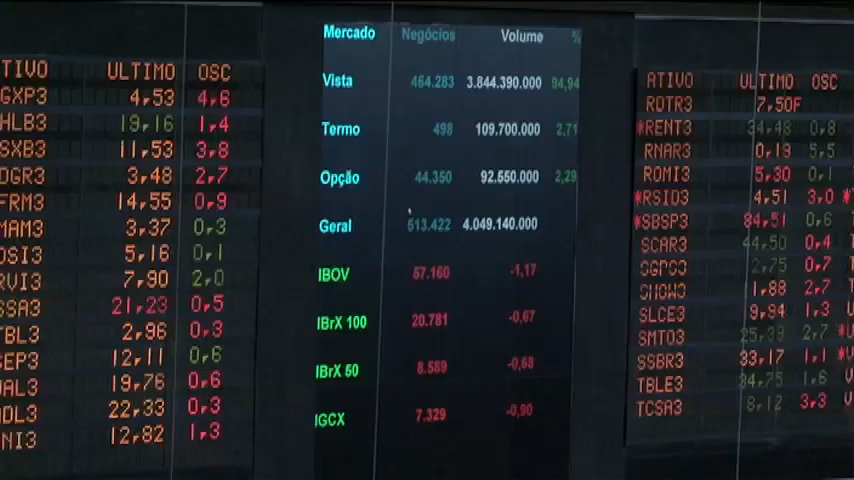 TIVO ULTIMO OSC
GXP3 4,53 4,6
HLB3 19,16 1,4
SXB3 11,53 3,8
DGR3 3,48 2,7
FRM3 14,55 0,9
MAM3 3,37 0,3
OSI3 5,16 0,1
RVI3 7,90 2,0
SSA3 21,23 0,5
TBL3 2,96 0,3
CEP3 12,11 0,6
UAL3 19,76 0,6
ADL3 22,33 0,3
NI3 12,82 1,3
Mercado Negócios Volume %
Vista 464.283 3.844.390.000 94,94
Termo 498 109.700.000 2,71
Opção 44.350 92.550.000 2,29
Geral 513.422 4.049.140.000
IBOV 57.160 -1,17
IBrX 100 20.781 -0,67
IBrX 50 8.589 -0,68
IGCX 7.329 -0,90
ATIVO ULTIMO OSC
RDTR3 7,50F
*RENT3 34,48 0,8
RNAR3 0,19 5,5
ROMI3 5,30 0,1
*RSID3 4,51 3,0
*SBSP3 84,51 0,6
SCAR3 44,50 0,4
SGPS3 2,75 0,7
SHOW3 1,88 2,7
SLCE3 9,94 1,3
SMTO3 25,39 2,7
SSBR3 33,17 1,1
TBLE3 34,75 1,6
TCSA3 8,12 3,3